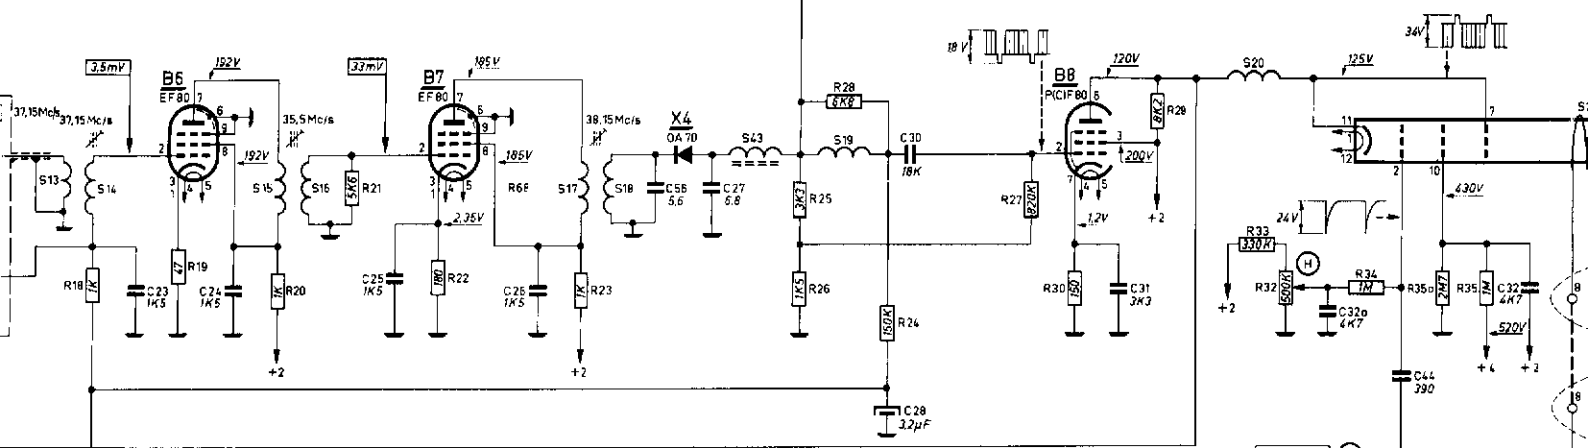 34V
18V
3,5mV
192V
B6
EF80
33mV
185V
B7
EF80
B8
P(C)F80
120V
S20
125V
37,15Mc/s
37,15Mc/s
7
6
9
8
2
3
1
4
5
35,5Mc/s
7
6
9
8
2
3
1
4
5
38,15Mc/s
X4
OA70
S43
R28
6K8
S19
C30
18K
6
3
2
7
4
5
200V
R29
8K2
+2
11
1
12
7
2
10
S13
S14
192V
S15
S16
R21
5K6
185V
R68
S17
S18
C56
5,6
C27
6.8
R25
3K3
R27
820K
2,35V
1,2V
24V
430V
R33
330K
H
R18
1K
C23
1K5
R19
47
C24
1K5
R20
1K
C25
1K5
R22
180
C26
1K5
R23
1K
R26
1K5
R24
150K
R30
150
C31
3K3
+2
R32
500K
R34
1M
C32a
4K7
R35a
2M7
R35
1M
C32
4K7
8
520V
+2
+2
+4
+2
C28
3,2µF
C44
390
8